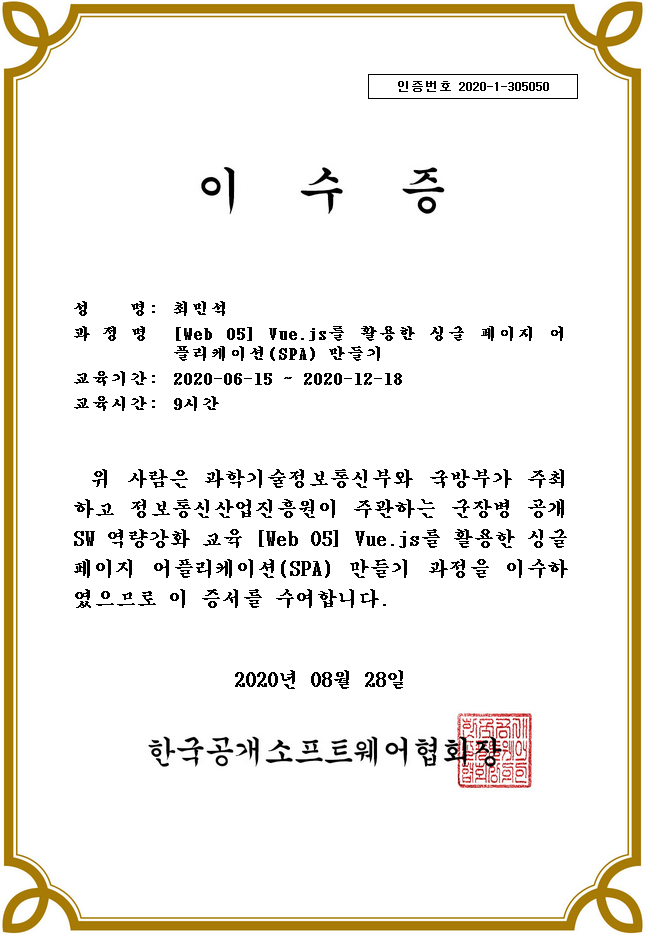 인증번호 2020-1-305050
이 수 증
성 명: 최민석
과 정 명 [Web 05] Vue.js를 활용한 싱글 페이지 어
플리케이션(SPA) 만들기
교육기간: 2020-06-15 ~ 2020-12-18
교육시간: 9시간
위 사람은 과학기술정보통신부와 국방부가 주최
하고 정보통신산업진흥원이 주관하는 군장병 공개
SW 역량강화 교육 [Web 05] Vue.js를 활용한 싱글
페이지 어플리케이션(SPA) 만들기 과정을 이수하
였으므로 이 증서를 수여합니다.
2020년 08월 28일
한국공개소프트웨어협회장